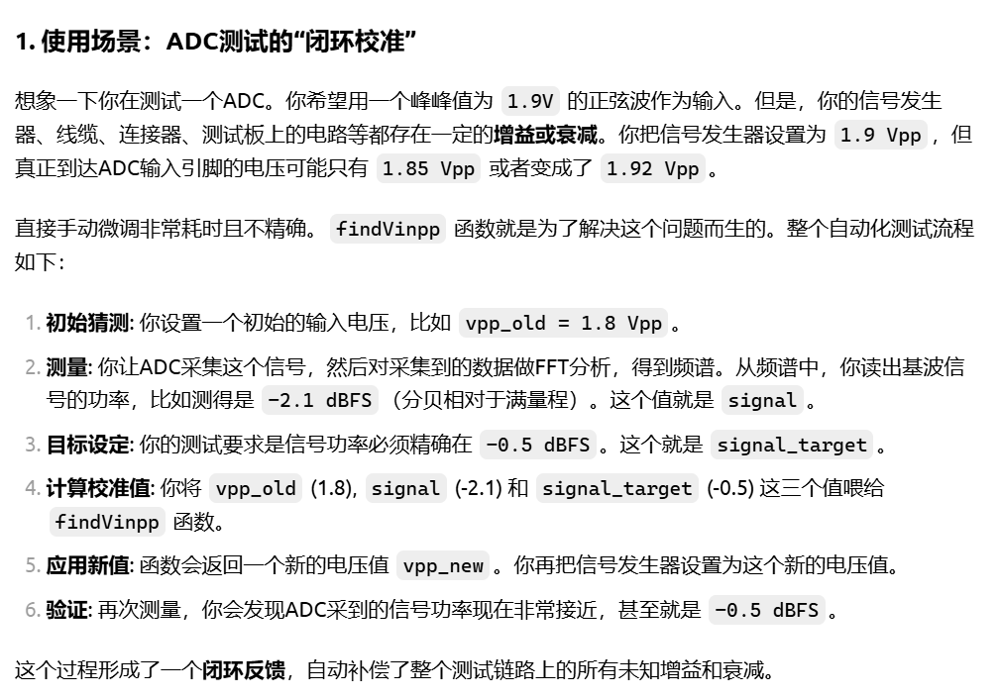 1. 使用场景：ADC测试的“闭环校准”
想象一下你在测试一个ADC。你希望用一个峰峰值为 1.9V 的正弦波作为输入。但是，你的信号发生
器、线缆、连接器、测试板上的电路等都存在一定的增益或衰减。你把信号发生器设置为 1.9 Vpp，但
真正到达ADC输入引脚的电压可能只有 1.85 Vpp 或者变成了 1.92 Vpp。
直接手动微调非常耗时且不精确。findVinpp 函数就是为了解决这个问题而生的。整个自动化测试流程
如下：
1. 初始猜测: 你设置一个初始的输入电压，比如 vpp_old = 1.8 Vpp。
2. 测量: 你让ADC采集这个信号，然后对采集到的数据做FFT分析，得到频谱。从频谱中，你读出基波信
号的功率，比如测得是 -2.1 dBFS （分贝相对于满量程）。这个值就是 signal。
3. 目标设定: 你的测试要求是信号功率必须精确在 -0.5 dBFS。这个就是 signal_target。
4. 计算校准值: 你将 vpp_old (1.8), signal (-2.1) 和 signal_target (-0.5) 这三个值喂给
findVinpp 函数。
5. 应用新值: 函数会返回一个新的电压值 vpp_new。你再把信号发生器设置为这个新的电压值。
6. 验证: 再次测量，你会发现ADC采到的信号功率现在非常接近，甚至就是 -0.5 dBFS。
这个过程形成了一个闭环反馈，自动补偿了整个测试链路上的所有未知增益和衰减。